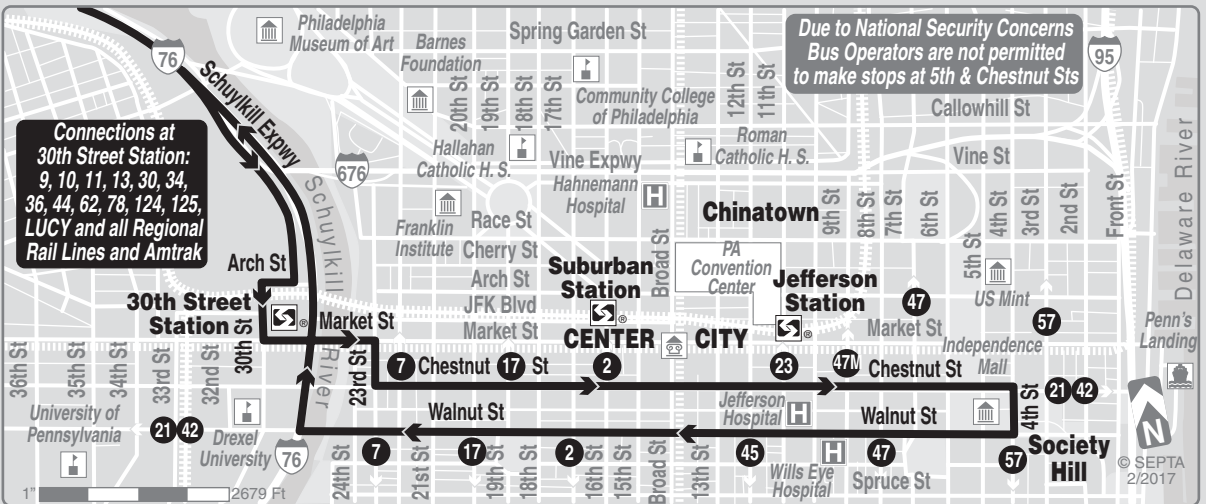 Philadelphia
Museum of Art
Barnes
Foundation
Spring Garden St
Due to National Security Concerns
Bus Operators are not permitted
to make stops at 5th & Chestnut Sts
76
95
Schuylkill Expwy
20th St
19th St
18th St
17th St
Community College
of Philadelphia
12th St
11th St
Callowhill St
Connections at
30th Street Station:
9, 10, 11, 13, 30, 34,
36, 44, 62, 78, 124, 125,
LUCY and all Regional
Rail Lines and Amtrak
Hallahan
Catholic H. S.
Roman
Catholic H. S.
676
Vine Expwy
Vine St
Hahnemann
Hospital
H
Schuylkill
River
Franklin
Institute
Race St
Cherry St
Arch St
JFK Blvd
Market St
Broad St
Chinatown
9th St
8th St
7th St
6th St
5th St
4th St
3rd St
2nd St
Front St
Delaware River
PA
Convention
Center
Arch St
Suburban
Station
®
Jefferson
Station
®
US Mint
47
57
30th Street
Station
®
Market St
CENTER CITY
Market St
Independence
Mall
Penn's
Landing
36th St
35th St
34th St
33rd St
32nd St
30th St
23rd St
7 Chestnut 17 St
2
23
47M
Chestnut St
21 42
University of
Pennsylvania
21 42
Drexel
University
76
Walnut St
Jefferson
Hospital
H
Walnut St
4th St
Society
Hill
N
24th St
7
21st St
17
19th St
18th St
2
16th St
15th St
Broad St
13th St
45
Wills Eye
Hospital
H
47
Spruce St
57
© SEPTA
2/2017
1"
2679 Ft